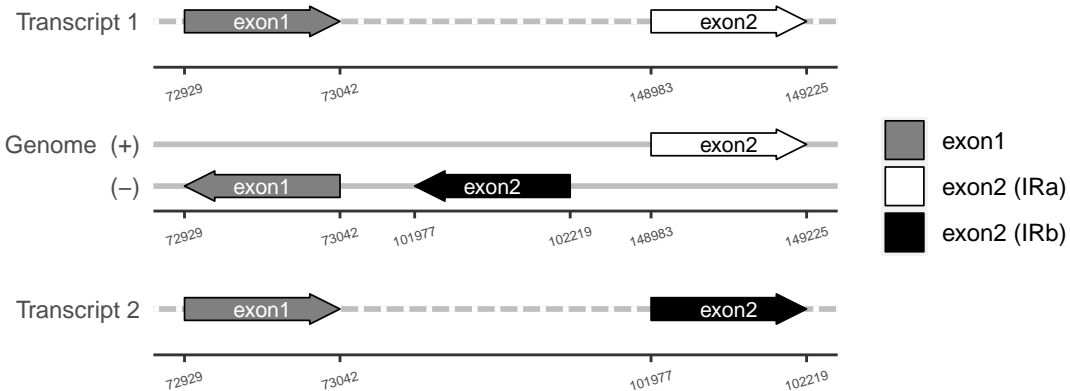 Transcript 1 exon1 exon2
72929 73042 148983 149225
Genome (+) exon2
(−) exon1 exon2
72929 73042 101977 102219 148983 149225
Transcript 2 exon1 exon2
72929 73042 101977 102219
exon1
exon2 (IRa)
exon2 (IRb)